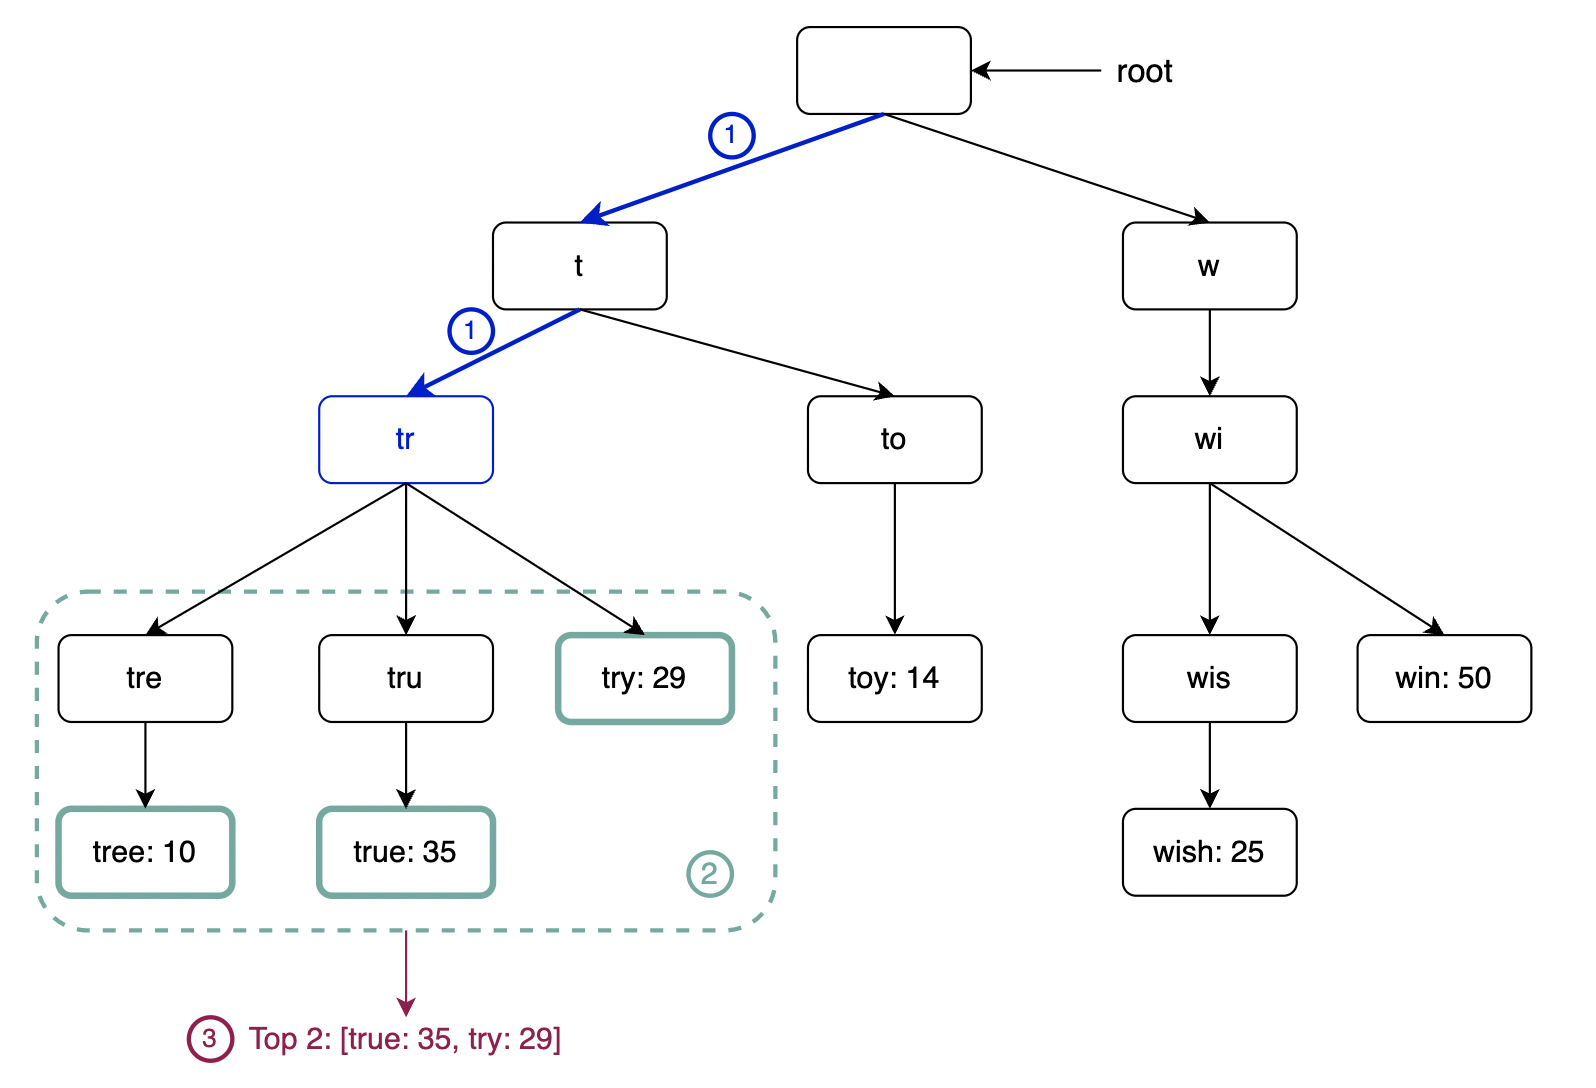 root
1
t
w
1
tr
to
wi
tre
tru
try: 29
toy: 14
wis
win: 50
tree: 10
true: 35
2
wish: 25
3 Top 2: [true: 35, try: 29]